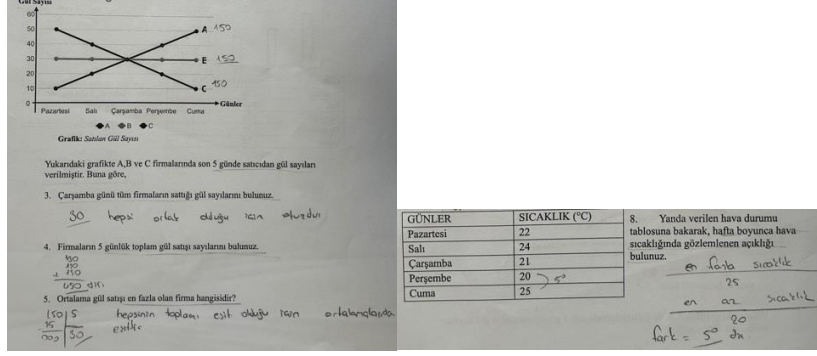 Gül Sayısı
60
50
40
30
20
10
0
A 150
E 150
C 150
Pazartesi Salı Çarşamba Perşembe Cuma
Günler
A B C
Grafik: Satılan Gül Sayısı
Yukarıdaki grafikte A,B ve C firmalarında son 5 günde satıcıdan gül sayıları
verilmiştir. Buna göre,
3. Çarşamba günü tüm firmaların sattığı gül sayılarını bulunuz.
30 hepsi ortak olduğu için otuzdur
4. Firmaların 5 günlük toplam gül satışı sayılarını bulunuz.
150
150
+ 150
450
5. Ortalama gül satışı en fazla olan firma hangisidir?
150 5 hepsinin toplamı eşit olduğu için ortalamalarıda
15 30 eşittir
GÜNLER SICAKLIK (°C)
Pazartesi 22
Salı 24
Çarşamba 21
Perşembe 20
Cuma 25
5°
8. Yanda verilen hava durumu
tablosuna bakarak, hafta boyunca hava
sıcaklığında gözlemlenen açıklığı
bulunuz.
en fazla sıcaklık
25
en az sıcaklık
20
fark = 5°